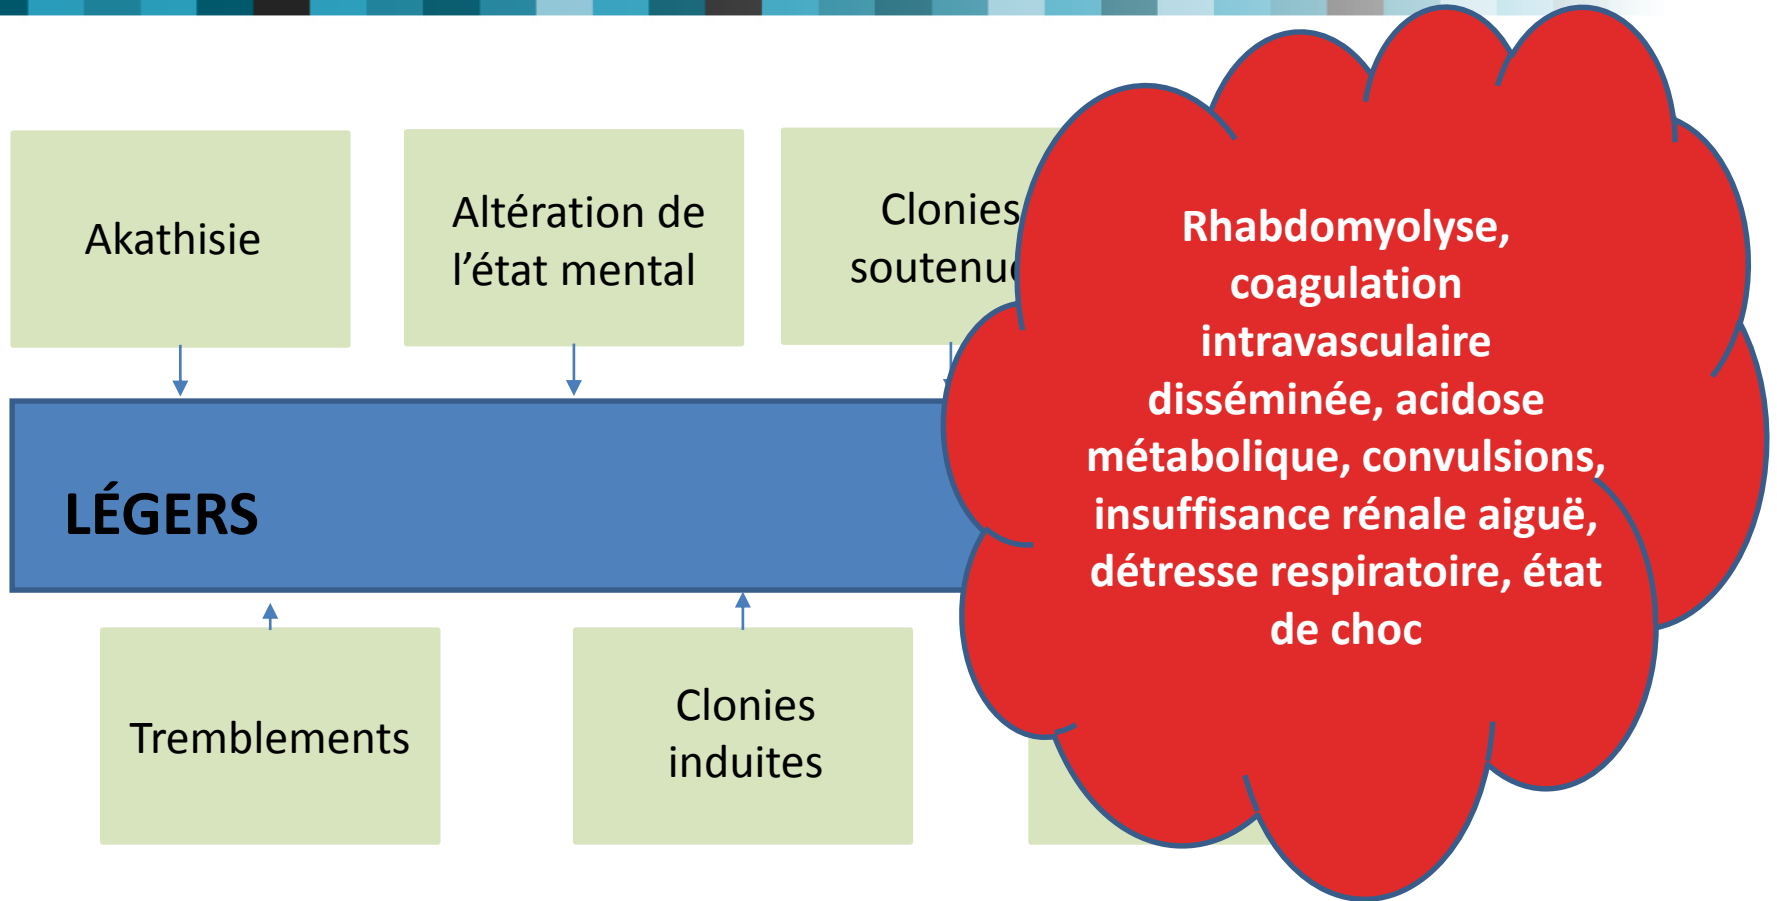 Akathisie
Altération de
l’état mental
Clonies
Rhabdomyolyse,
coagulation
intravasculaire
disséminée, acidose
métabolique, convulsions,
insuffisance rénale aiguë,
détresse respiratoire, état
de choc
LÉGERS
Tremblements
Clonies
induites